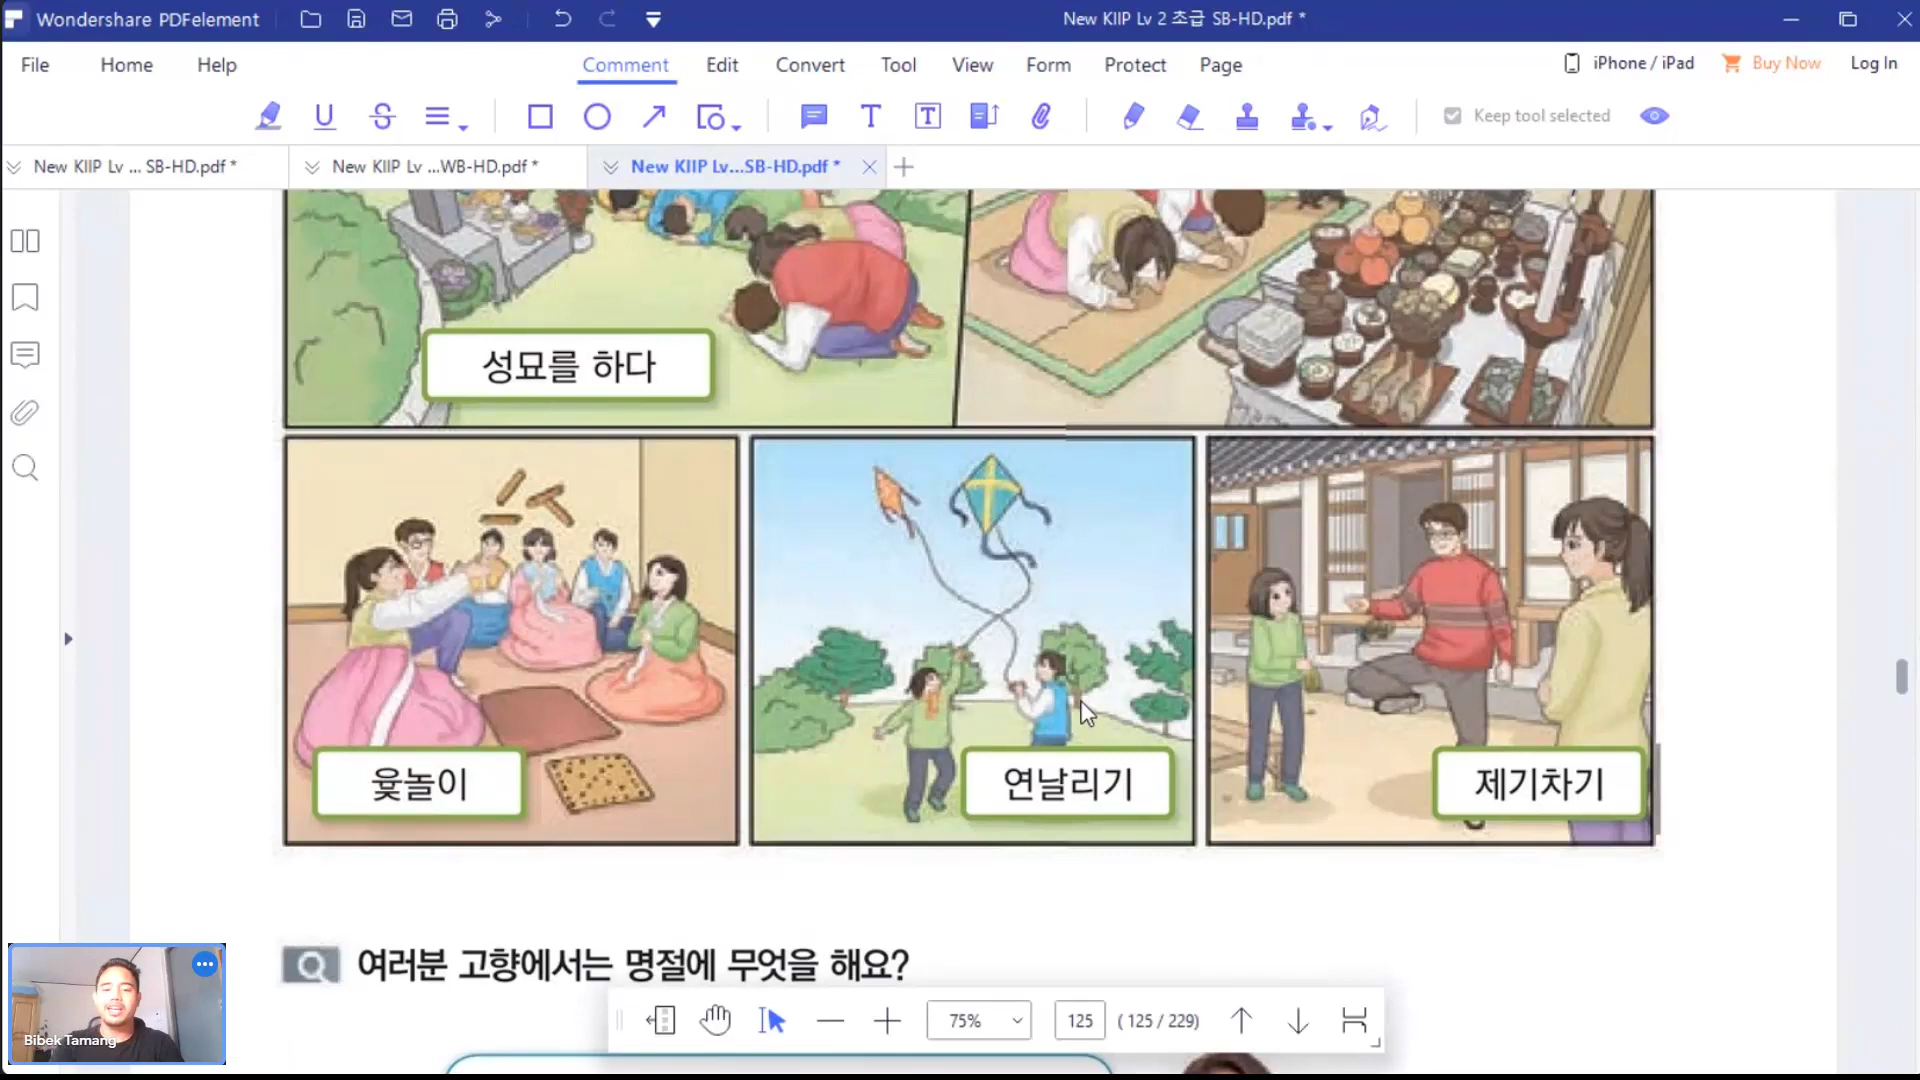 Wondershare PDFelement
New KIIP Lv 2 초급 SB-HD.pdf *
File Home Help Comment Edit Convert Tool View Form Protect Page iPhone / iPad Buy Now Log In
Keep tool selected
New KIIP Lv ... SB-HD.pdf * New KIIP Lv ...WB-HD.pdf * New KIIP Lv...SB-HD.pdf *
성묘를 하다
윷놀이 연날리기 제기차기
Q 여러분 고향에서는 명절에 무엇을 해요?
75% 125 ( 125 / 229)
Bibek Tamang